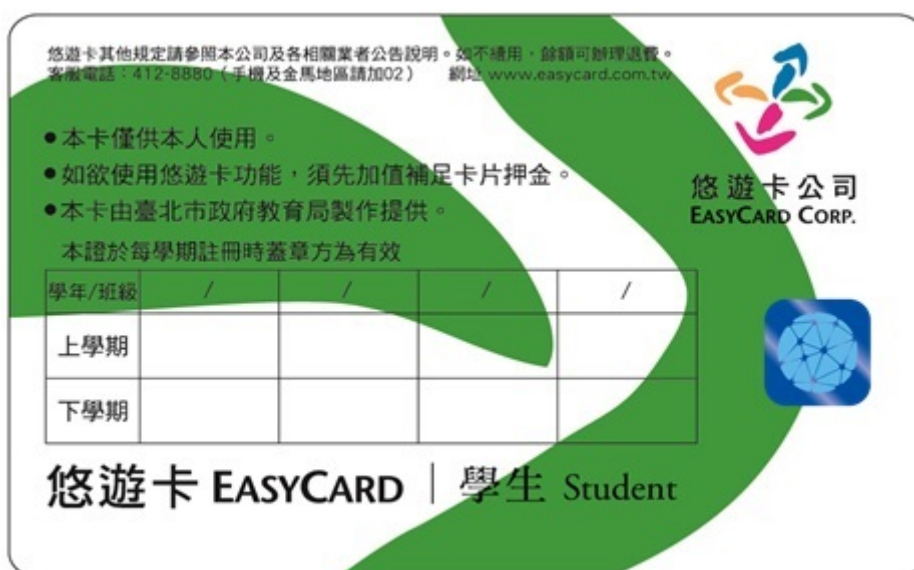 悠遊卡其他規定請參照本公司及各相關業者公告說明。如不續用，餘額可辦理退費。
客服電話：412-8880（手機及金馬地區請加02）　網址 www.easycard.com.tw
●本卡僅供本人使用。
●如欲使用悠遊卡功能，須先加值補足卡片押金。
●本卡由臺北市政府教育局製作提供。
本證於每學期註冊時蓋章方為有效
悠遊卡公司
EASYCARD CORP.
學年/班級 / / / /
上學期
下學期
悠遊卡 EASYCARD | 學生 Student